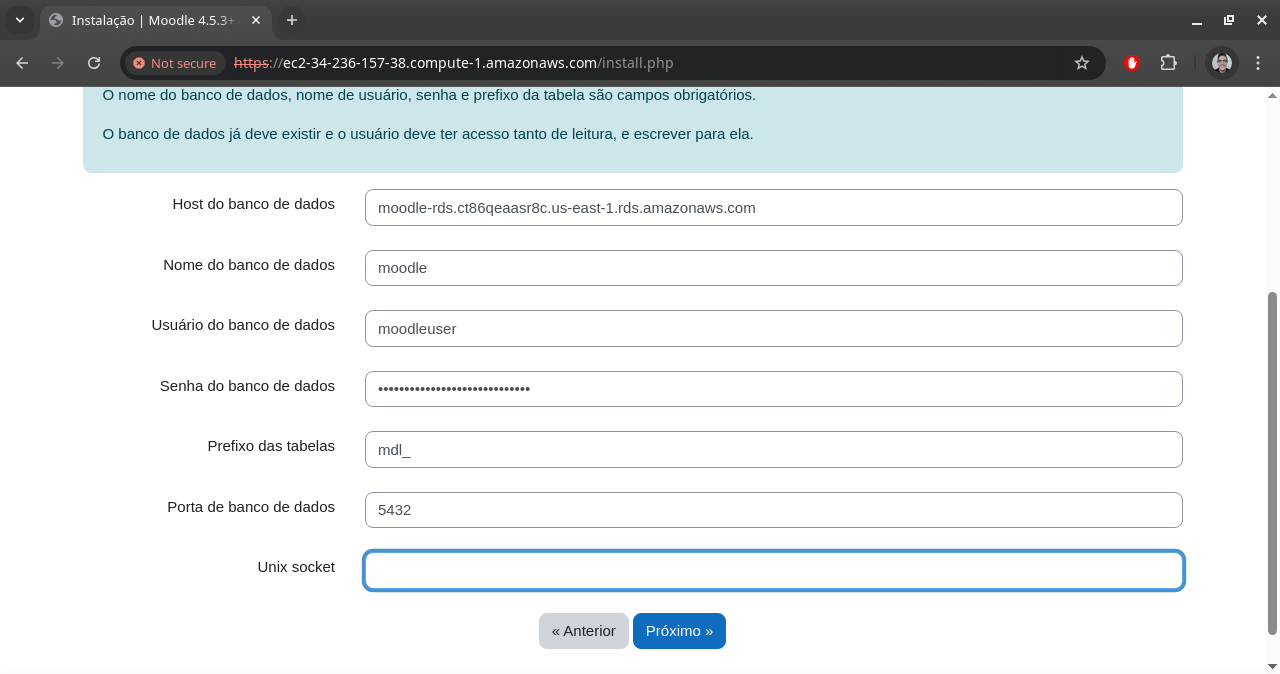 Instalação | Moodle 4.5.3+
Not secure https://ec2-34-236-157-38.compute-1.amazonaws.com/install.php
O nome do banco de dados, nome de usuário, senha e prefixo da tabela são campos obrigatórios.
O banco de dados já deve existir e o usuário deve ter acesso tanto de leitura, e escrever para ela.
Host do banco de dados moodle-rds.ct86qeaasr8c.us-east-1.rds.amazonaws.com
Nome do banco de dados moodle
Usuário do banco de dados moodleuser
Senha do banco de dados ••••••••••••••••••••••••••••••
Prefixo das tabelas mdl_
Porta de banco de dados 5432
Unix socket
« Anterior Próximo »